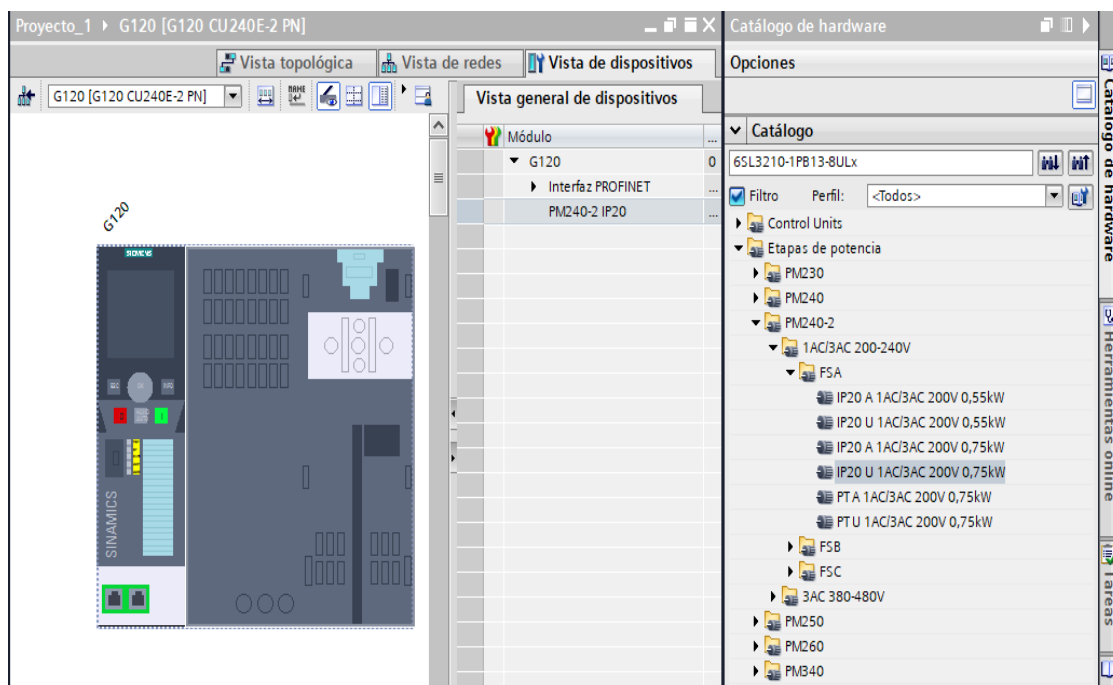 Proyecto_1 ▸ G120 [G120 CU240E-2 PN]
Vista topológica
Vista de redes
Vista de dispositivos
G120 [G120 CU240E-2 PN]
G120
SIEMENS
ESC
OK
INFO
SINAMICS
Vista general de dispositivos
Módulo
...
G120
0
Interfaz PROFINET
...
PM240-2 IP20
...
Catálogo de hardware
Opciones
Catálogo
6SL3210-1PB13-8ULx
Filtro
Perfil:
<Todos>
Control Units
Etapas de potencia
PM230
PM240
PM240-2
1AC/3AC 200-240V
FSA
IP20 A 1AC/3AC 200V 0,55kW
IP20 U 1AC/3AC 200V 0,55kW
IP20 A 1AC/3AC 200V 0,75kW
IP20 U 1AC/3AC 200V 0,75kW
PT A 1AC/3AC 200V 0,75kW
PT U 1AC/3AC 200V 0,75kW
FSB
FSC
3AC 380-480V
PM250
PM260
PM340
Catálogo de hardware
Herramientas online
Tareas